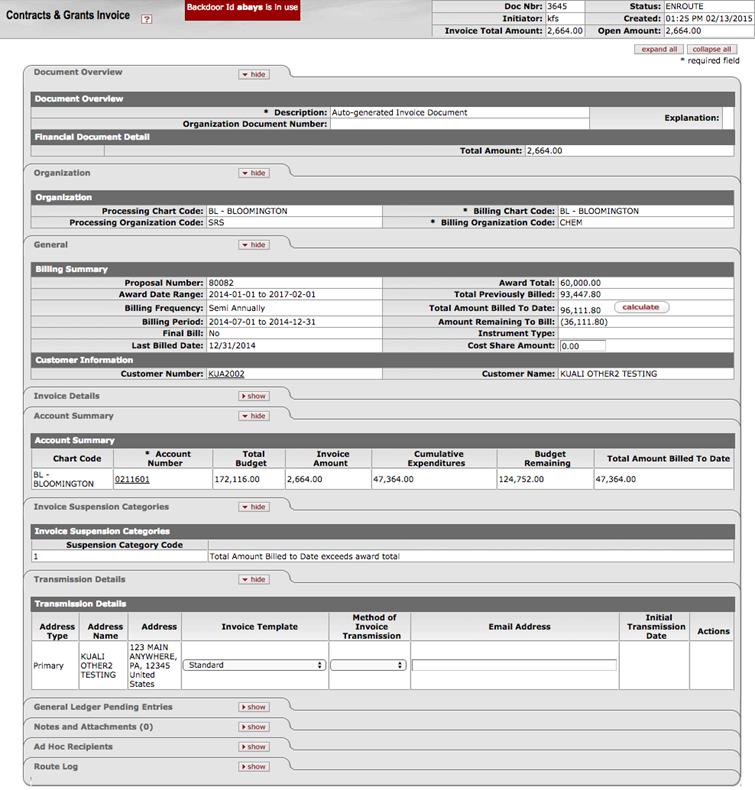 Contracts & Grants Invoice ?
Backdoor Id abays is in use
Doc Nbr: 3645 Status: ENROUTE
Initiator: kfs Created: 01:25 PM 02/13/2015
Invoice Total Amount: 2,664.00 Open Amount: 2,664.00
expand all collapse all
* required field
Document Overview hide
Document Overview
* Description: Auto-generated Invoice Document Explanation:
Organization Document Number:
Financial Document Detail
Total Amount: 2,664.00
Organization hide
Organization
Processing Chart Code: BL - BLOOMINGTON * Billing Chart Code: BL - BLOOMINGTON
Processing Organization Code: SRS * Billing Organization Code: CHEM
General hide
Billing Summary
Proposal Number: 80082 Award Total: 60,000.00
Award Date Range: 2014-01-01 to 2017-02-01 Total Previously Billed: 93,447.80
Billing Frequency: Semi Annually Total Amount Billed To Date: 96,111.80 calculate
Billing Period: 2014-07-01 to 2014-12-31 Amount Remaining To Bill: (36,111.80)
Final Bill: No Instrument Type:
Last Billed Date: 12/31/2014 Cost Share Amount: 0.00
Customer Information
Customer Number: KUA2002 Customer Name: KUALI OTHER2 TESTING
Invoice Details show
Account Summary hide
Account Summary
Chart Code * Account Number Total Budget Invoice Amount Cumulative Expenditures Budget Remaining Total Amount Billed To Date
BL - BLOOMINGTON 0211601 172,116.00 2,664.00 47,364.00 124,752.00 47,364.00
Invoice Suspension Categories hide
Invoice Suspension Categories
Suspension Category Code
1 Total Amount Billed to Date exceeds award total
Transmission Details hide
Transmission Details
Address Type Address Name Address Invoice Template Method of Invoice Transmission Email Address Initial Transmission Date Actions
Primary KUALI OTHER2 TESTING 123 MAIN ANYWHERE, PA, 12345 United States Standard
General Ledger Pending Entries show
Notes and Attachments (0) show
Ad Hoc Recipients show
Route Log show